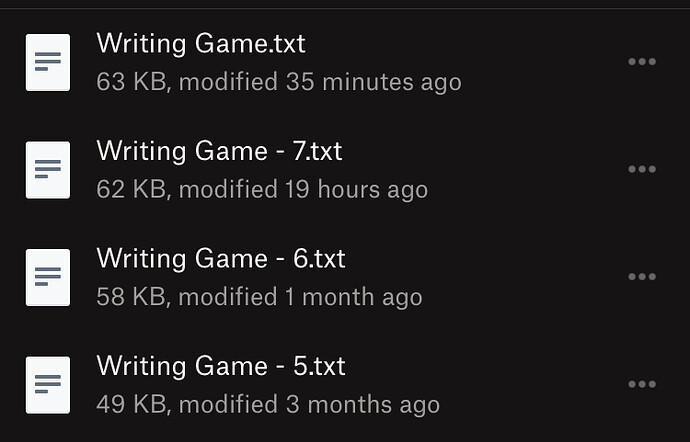 Writing Game.txt
63 KB, modified 35 minutes ago
Writing Game - 7.txt
62 KB, modified 19 hours ago
Writing Game - 6.txt
58 KB, modified 1 month ago
Writing Game - 5.txt
49 KB, modified 3 months ago